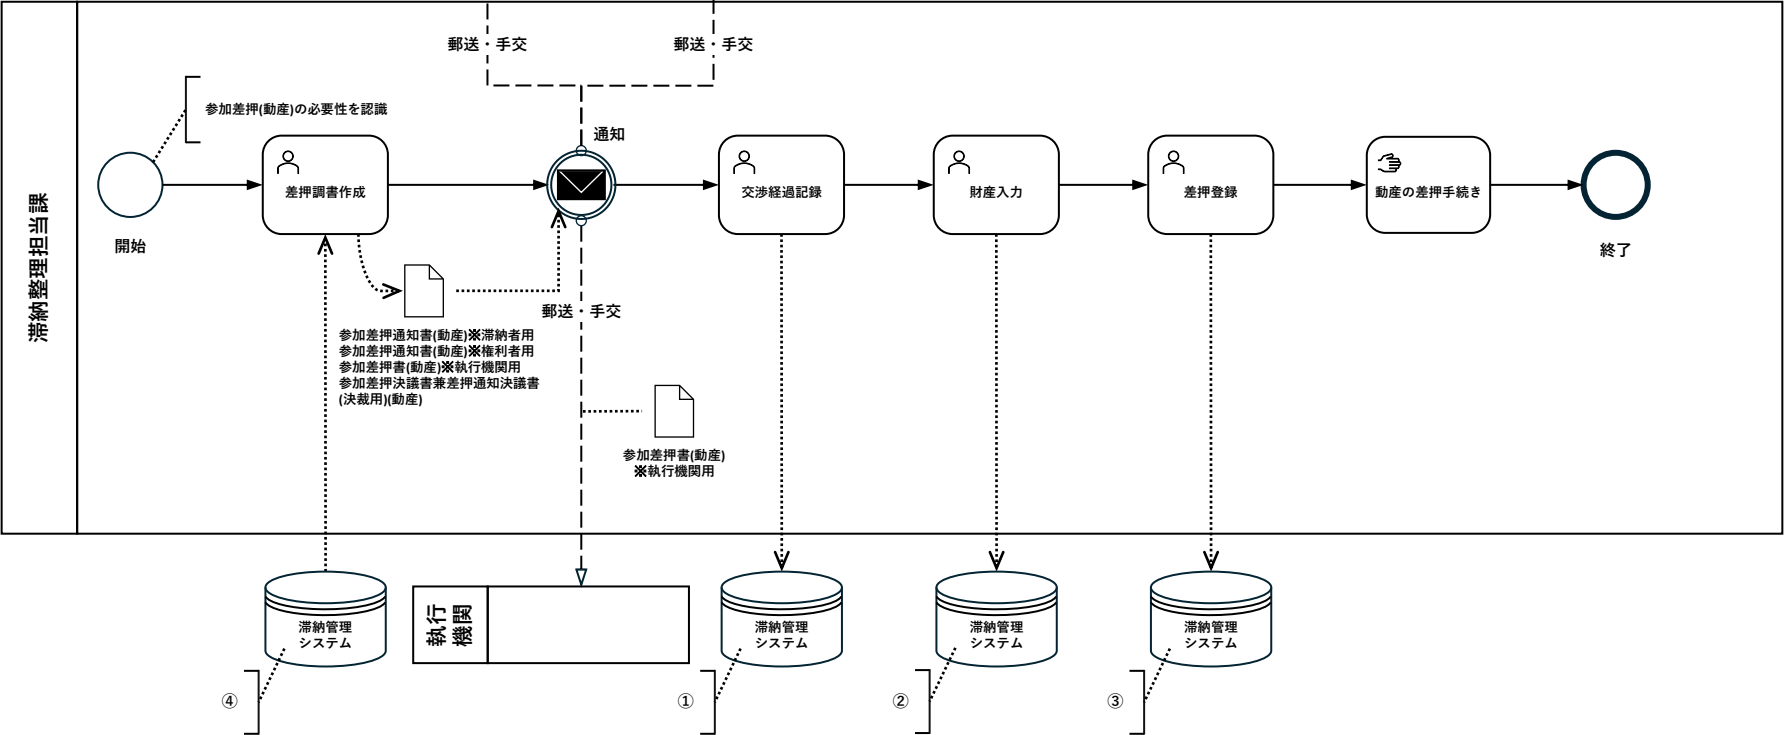 郵送・手交
郵送・手交
参加差押(動産)の必要性を認識
通知
滞納整理担当課
開始
差押調書作成
交渉経過記録
財産入力
差押登録
動産の差押手続き
終了
郵送・手交
参加差押通知書(動産)※滞納者用
参加差押通知書(動産)※権利者用
参加差押書(動産)※執行機関用
参加差押決議書兼差押通知決議書
(決裁用)(動産)
参加差押書(動産)
※執行機関用
滞納管理
システム
執行
機関
滞納管理
システム
滞納管理
システム
滞納管理
システム
④
①
②
③